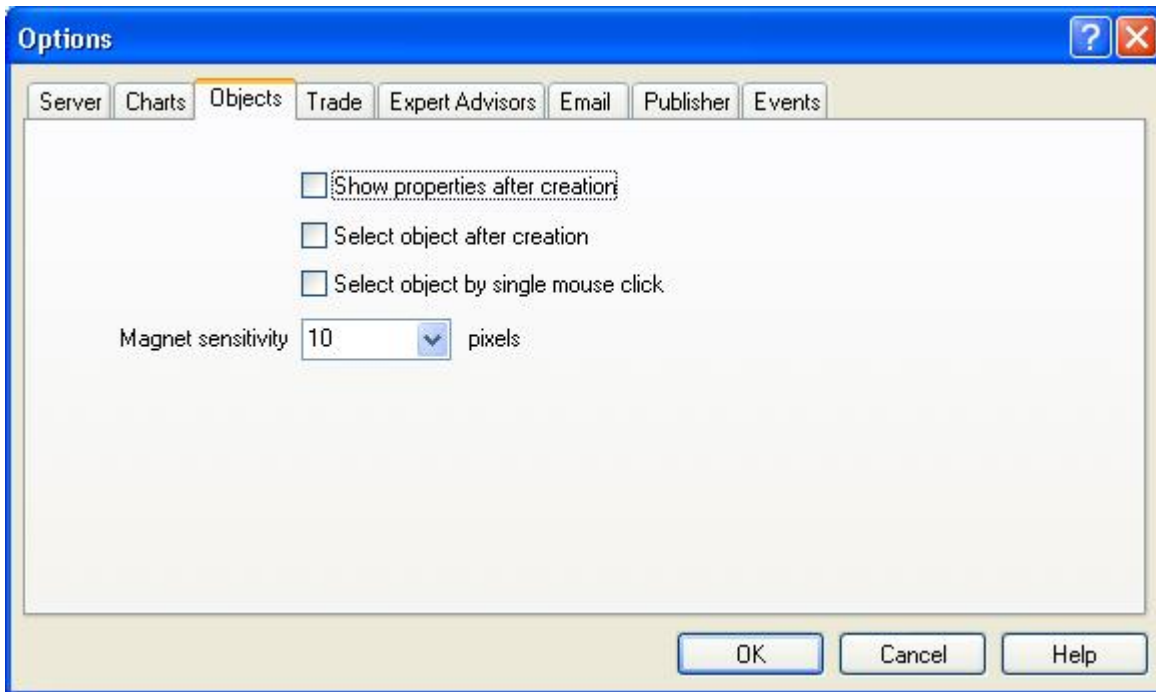 Options
Server Charts Objects Trade Expert Advisors Email Publisher Events
Show properties after creation
Select object after creation
Select object by single mouse click
Magnet sensitivity 10 pixels
OK Cancel Help